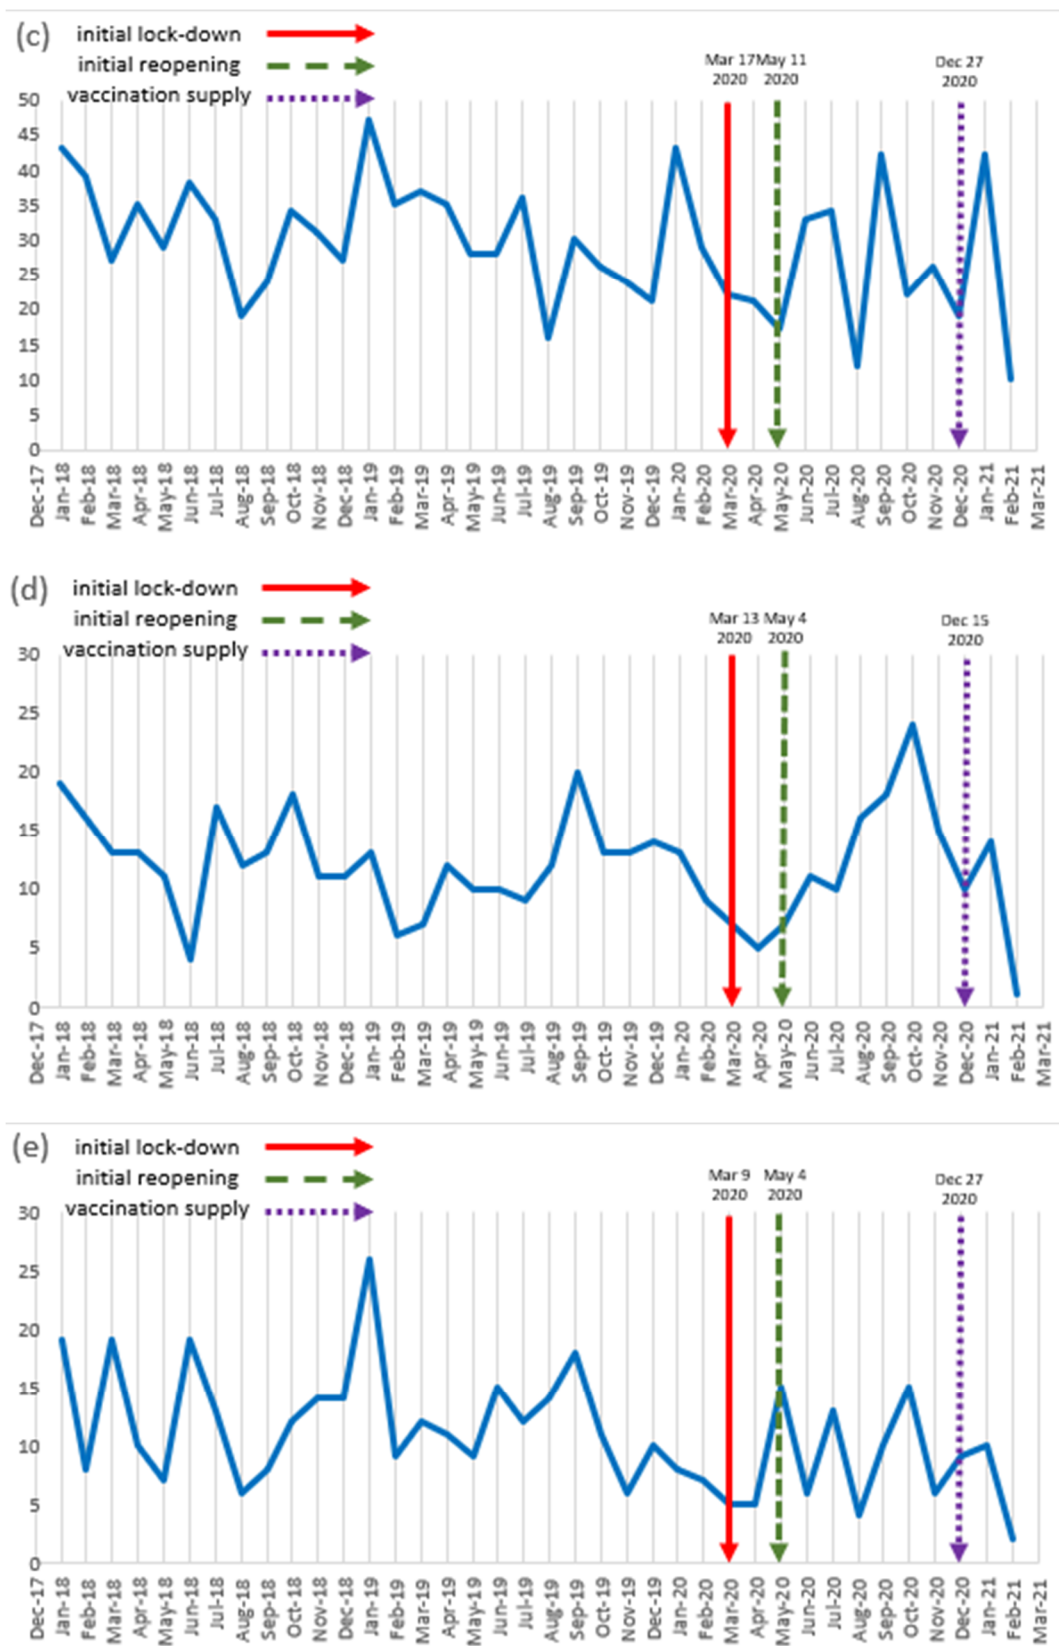 (c)
initial lock-down
initial reopening
vaccination supply
Mar 17 May 11 Dec 27
2020 2020 2020
50
45
40
35
30
25
20
15
10
5
0
Dec-17 Jan-18 Feb-18 Mar-18 Apr-18 May-18 Jun-18 Jul-18 Aug-18 Sep-18 Oct-18 Nov-18 Dec-18 Jan-19 Feb-19 Mar-19 Apr-19 May-19 Jun-19 Jul-19 Aug-19 Sep-19 Oct-19 Nov-19 Dec-19 Jan-20 Feb-20 Mar-20 Apr-20 May-20 Jun-20 Jul-20 Aug-20 Sep-20 Oct-20 Nov-20 Dec-20 Jan-21 Feb-21 Mar-21
(d)
initial lock-down
initial reopening
vaccination supply
Mar 13 May 4 Dec 15
2020 2020 2020
30
25
20
15
10
5
0
Dec-17 Jan-18 Feb-18 Mar-18 Apr-18 May-18 Jun-18 Jul-18 Aug-18 Sep-18 Oct-18 Nov-18 Dec-18 Jan-19 Feb-19 Mar-19 Apr-19 May-19 Jun-19 Jul-19 Aug-19 Sep-19 Oct-19 Nov-19 Dec-19 Jan-20 Feb-20 Mar-20 Apr-20 May-20 Jun-20 Jul-20 Aug-20 Sep-20 Oct-20 Nov-20 Dec-20 Jan-21 Feb-21 Mar-21
(e)
initial lock-down
initial reopening
vaccination supply
Mar 9 May 4 Dec 27
2020 2020 2020
30
25
20
15
10
5
0
Dec-17 Jan-18 Feb-18 Mar-18 Apr-18 May-18 Jun-18 Jul-18 Aug-18 Sep-18 Oct-18 Nov-18 Dec-18 Jan-19 Feb-19 Mar-19 Apr-19 May-19 Jun-19 Jul-19 Aug-19 Sep-19 Oct-19 Nov-19 Dec-19 Jan-20 Feb-20 Mar-20 Apr-20 May-20 Jun-20 Jul-20 Aug-20 Sep-20 Oct-20 Nov-20 Dec-20 Jan-21 Feb-21 Mar-21